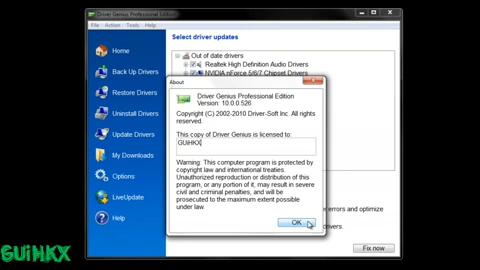 Driver Genius Professional Edition
File Action Tools Help
Select driver updates
Home
Back Up Drivers
Restore Drivers
Uninstall Drivers
Update Drivers
My Downloads
Options
LiveUpdate
Help
Out of date drivers
Realtek High Definition Audio Drivers
NVIDIA nForce 5/6/7 Chipset Drivers
About
Driver Genius Professional Edition
Version: 10.0.0.526
Copyright (C) 2002-2010 Driver-Soft Inc. All rights
reserved.
This copy of Driver Genius is licensed to:
GUIHKX
Warning: This computer program is protected by
copyright law and international treaties.
Unauthorized reproduction or distribution of this
program, or any portion of it, may result in severe
civil and criminal penalties, and will be
prosecuted to the maximum extent possible
under law.
OK
errors and optimize
drivers.
Fix now
GUIHKX